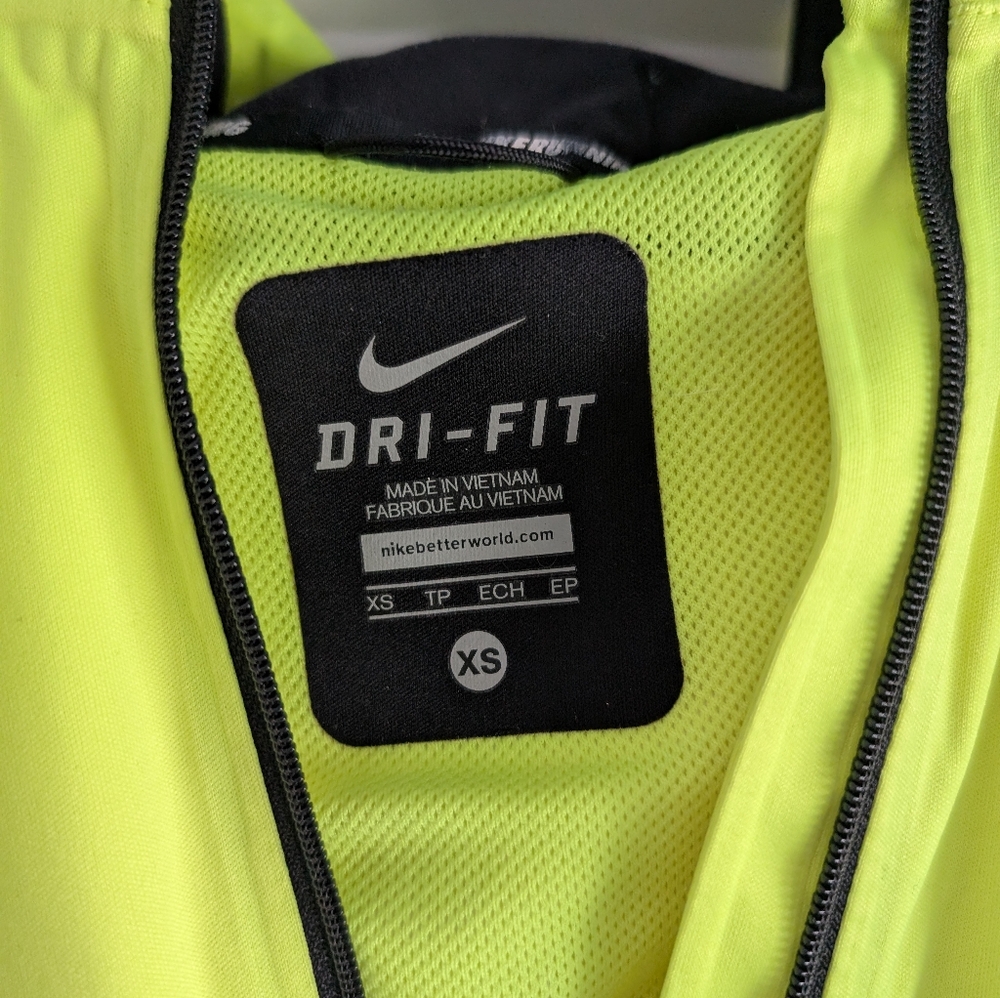 DRI-FIT
MADE IN VIETNAM
FABRIQUE AU VIETNAM
nikebetterworld.com
XS TP ECH EP
XS